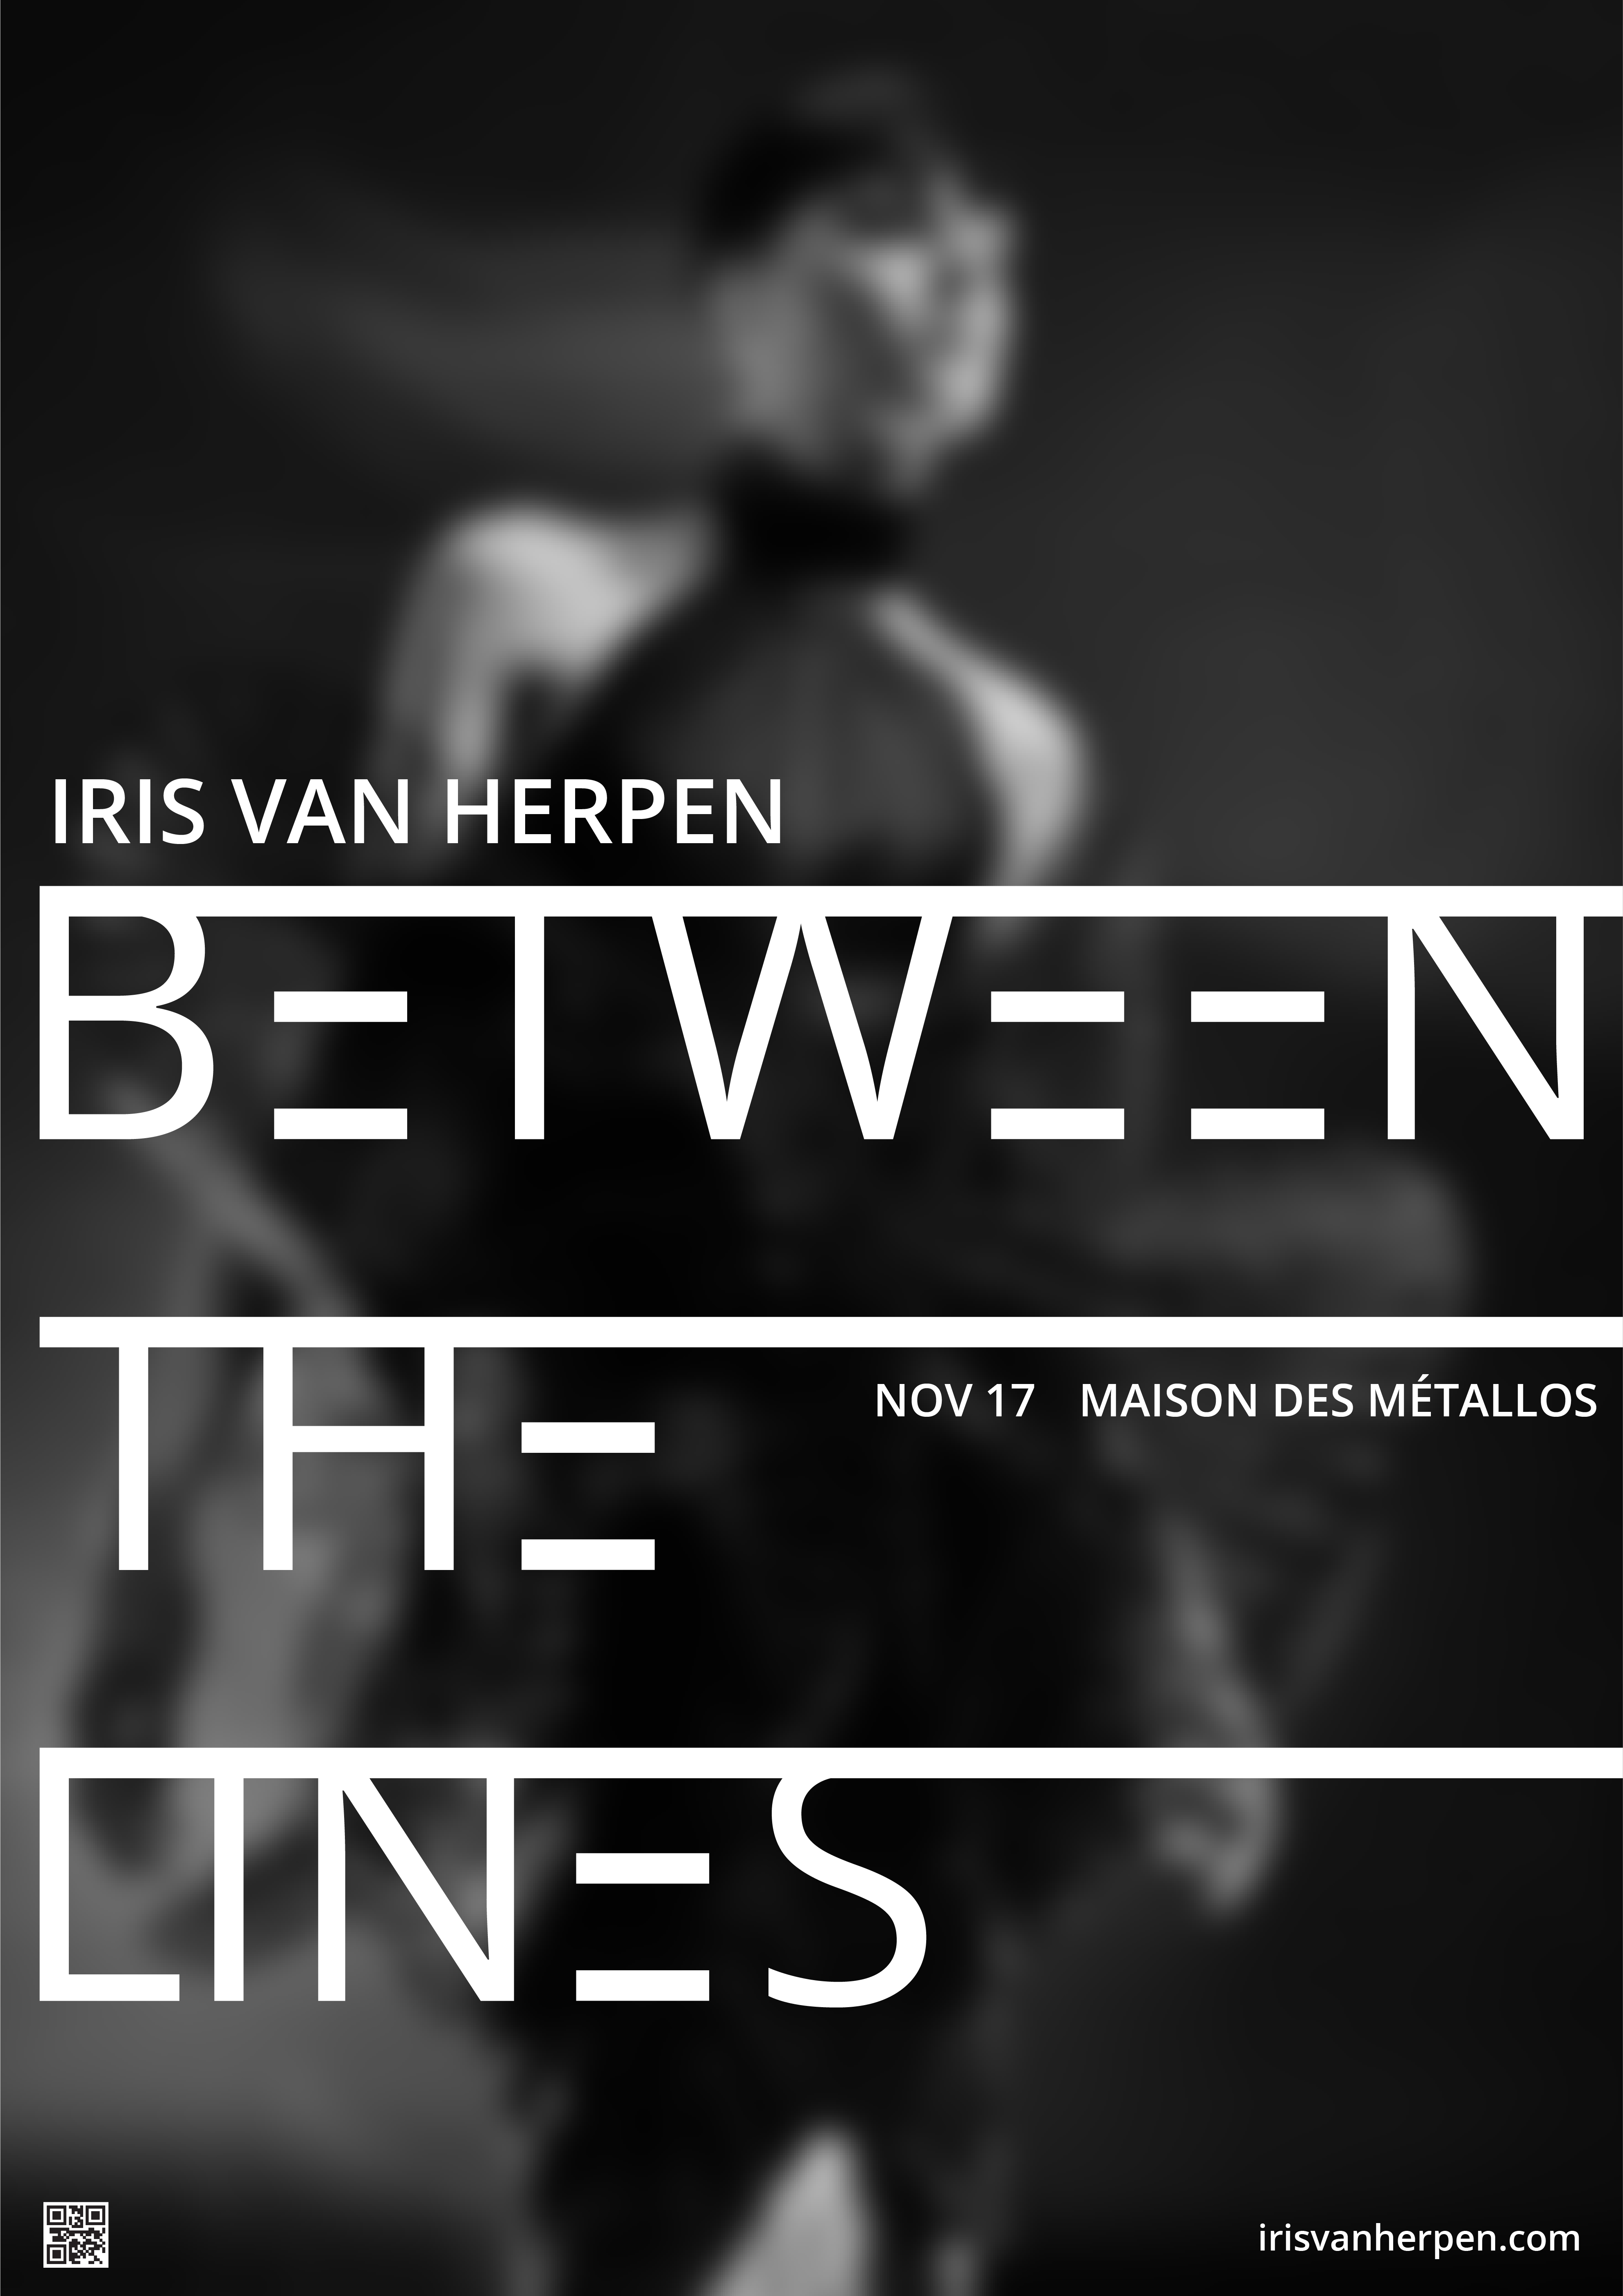 IRIS VAN HERPEN
BETWEEN
THE
NOV 17 MAISON DES MÉTALLOS
LINES
irisvanherpen.com